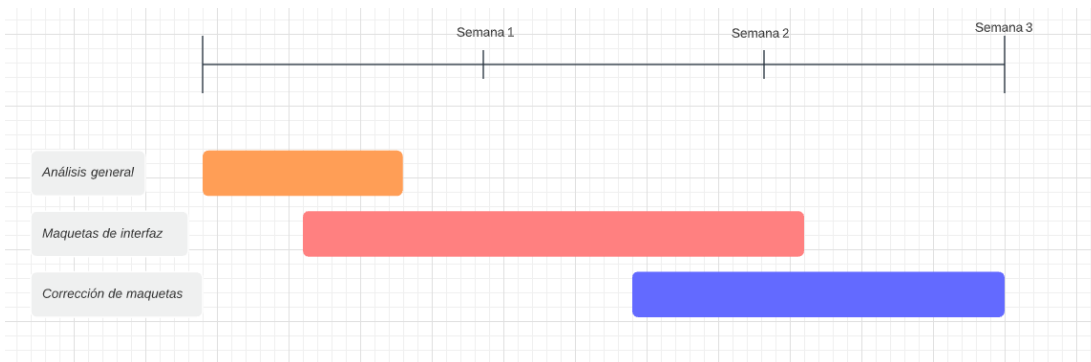 Semana 1
Semana 2
Semana 3
Análisis general
Maquetas de interfaz
Corrección de maquetas